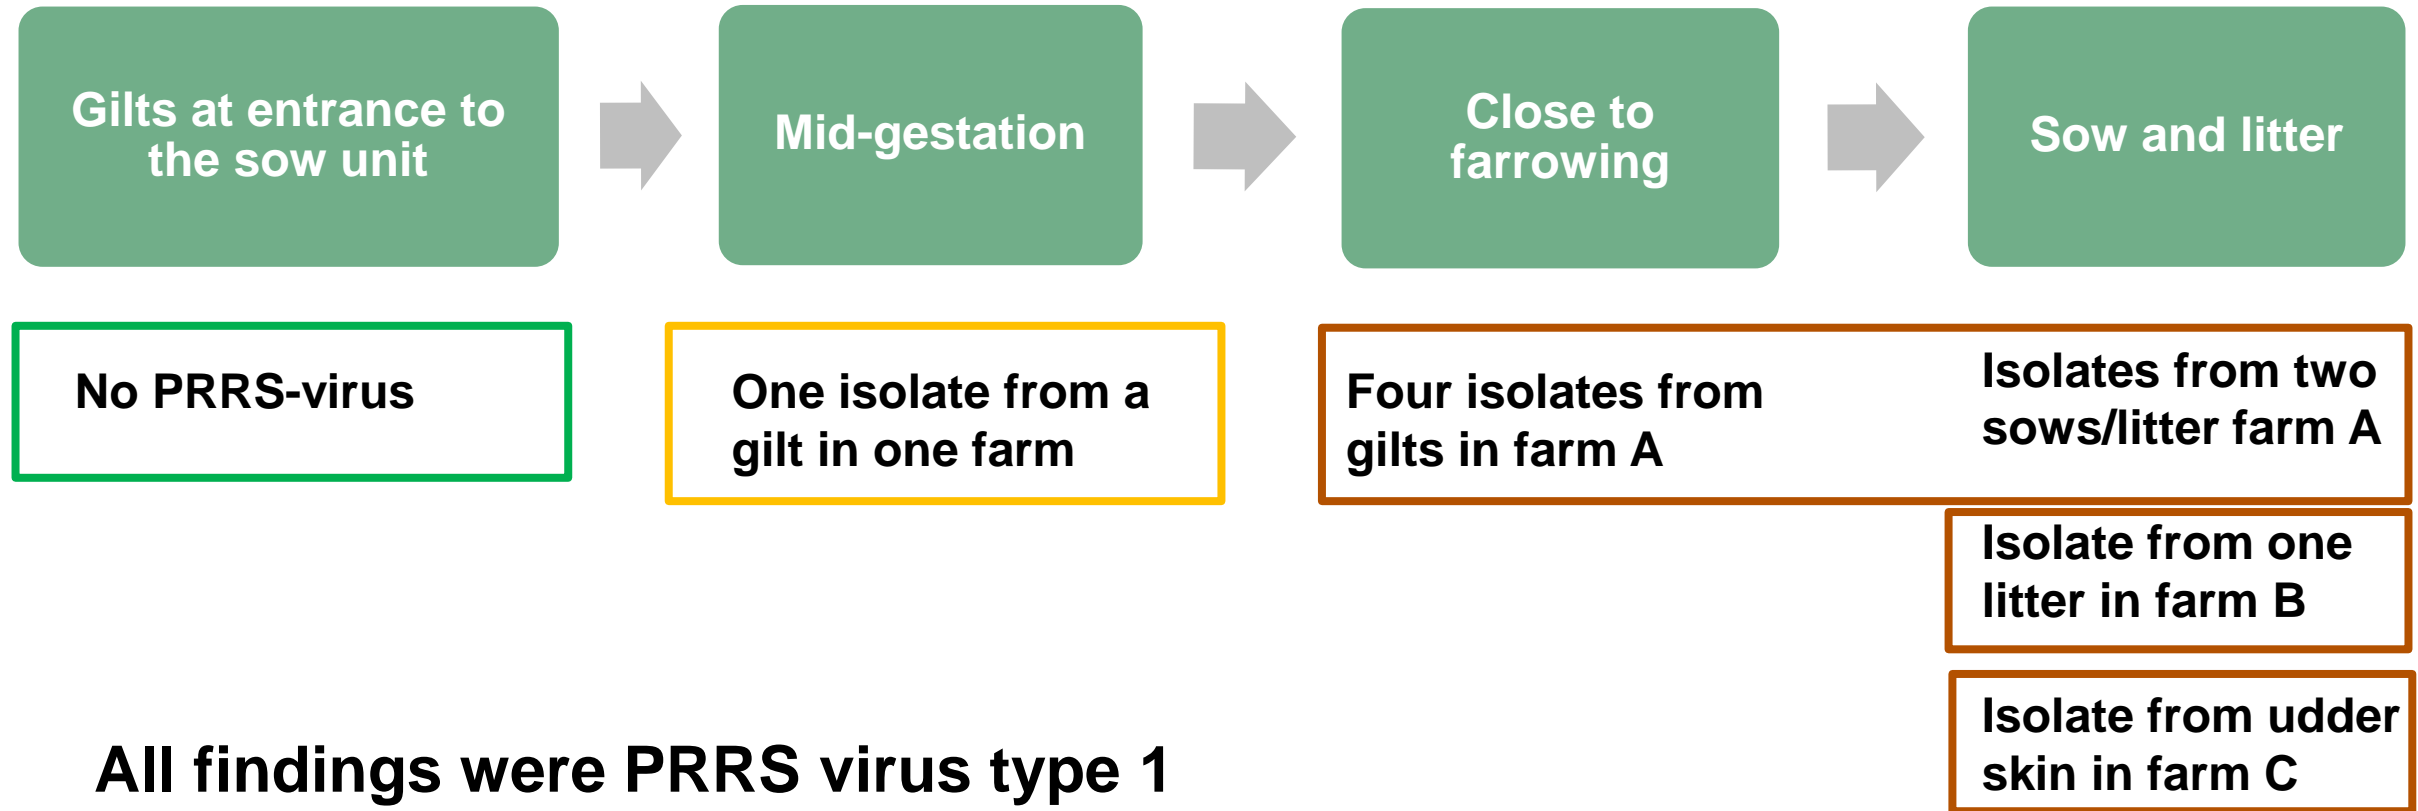 Gilts at entrance to
the sow unit
Mid-gestation
Close to
farrowing
Sow and litter
No PRRS-virus
One isolate from a
gilt in one farm
Four isolates from
gilts in farm A
Isolates from two
sows/litter farm A
Isolate from one
litter in farm B
Isolate from udder
skin in farm C
All findings were PRRS virus type 1